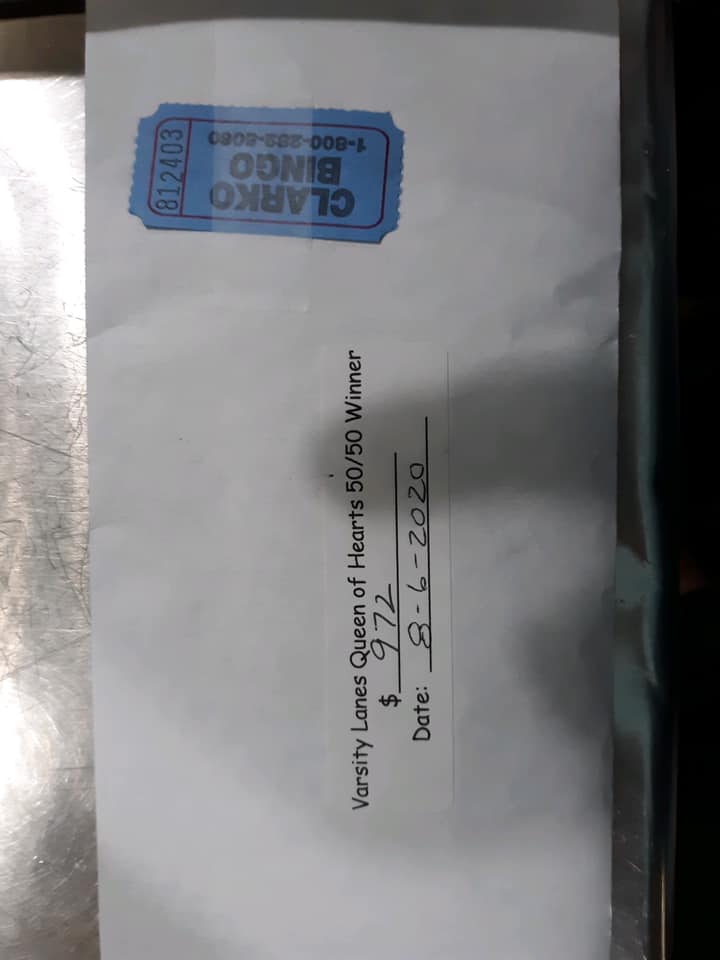 Varsity Lanes Queen of Hearts 50/50 Winner
$ 972
Date: 8-6-2020
CLARKO
BINGO
1-800-282-8080
812403